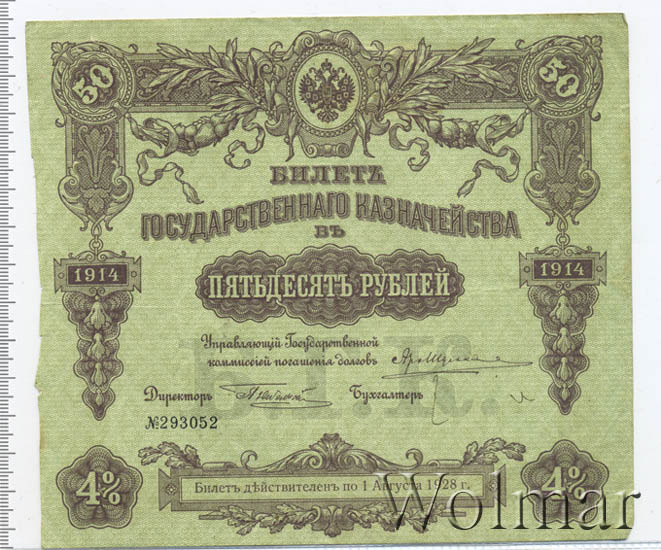 50 50
БИЛЕТЪ
ГОСУДАРСТВЕННАГО КАЗНАЧЕЙСТВА
ВЪ
1914 1914
ПЯТЬДЕСЯТЪ РУБЛЕЙ
Управляющій Государственной
коммиссіей погашенія долговъ
Директоръ Бухгалтеръ
№293052
4% 4%
Билетъ дѣйствителенъ по 1 Августа 1928 г.
Wolmar